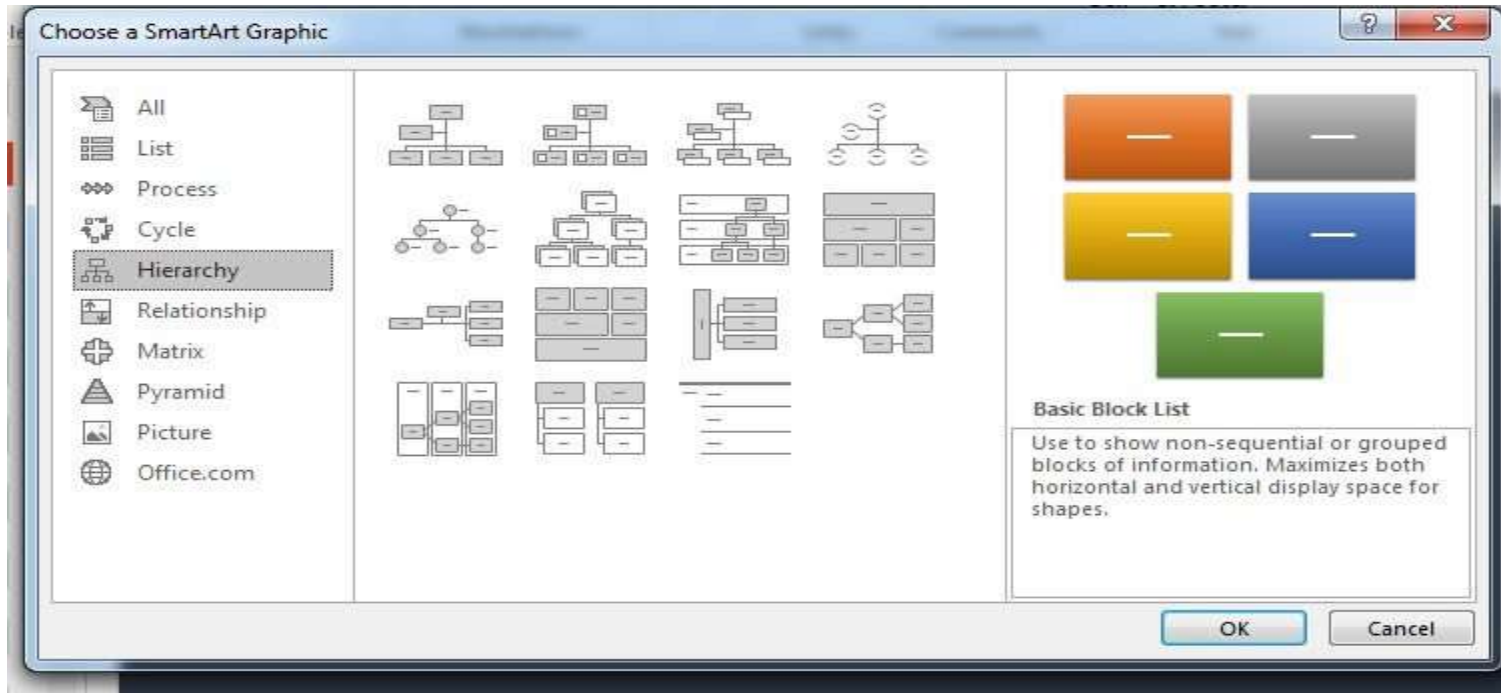 Choose a SmartArt Graphic
All
List
Process
Cycle
Hierarchy
Relationship
Matrix
Pyramid
Picture
Office.com
Basic Block List
Use to show non-sequential or grouped
blocks of information. Maximizes both
horizontal and vertical display space for
shapes.
OK
Cancel